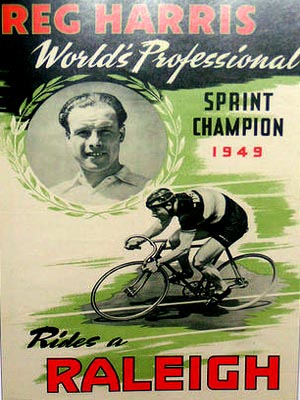 REG HARRIS
World's Professional
SPRINT
CHAMPION
1949
Rides a
RALEIGH